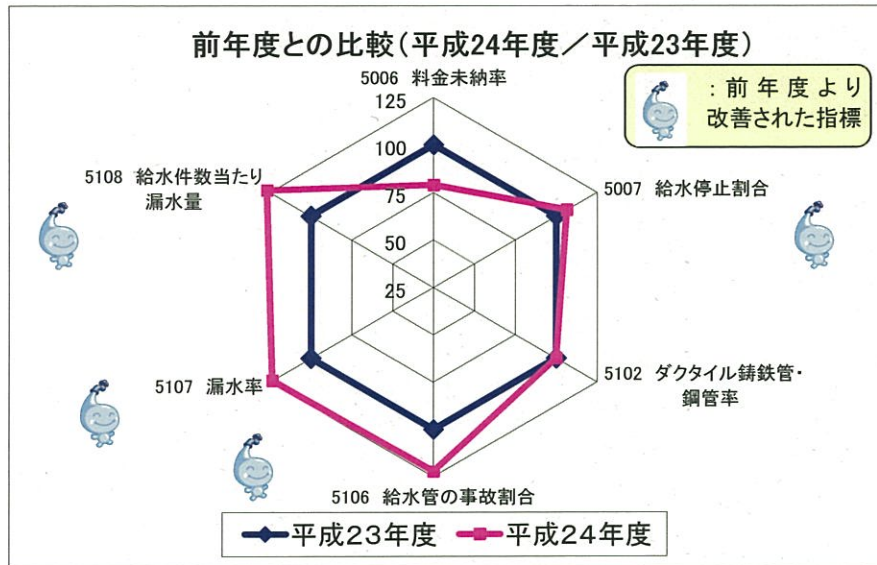 前年度との比較(平成24年度/平成23年度)
:前年度より
改善された指標
5006 料金未納率
125
100
75
50
25
5007 給水停止割合
5102 ダクタイル鋳鉄管・
鋼管率
5106 給水管の事故割合
5107 漏水率
5108 給水件数当たり
漏水量
平成23年度
平成24年度